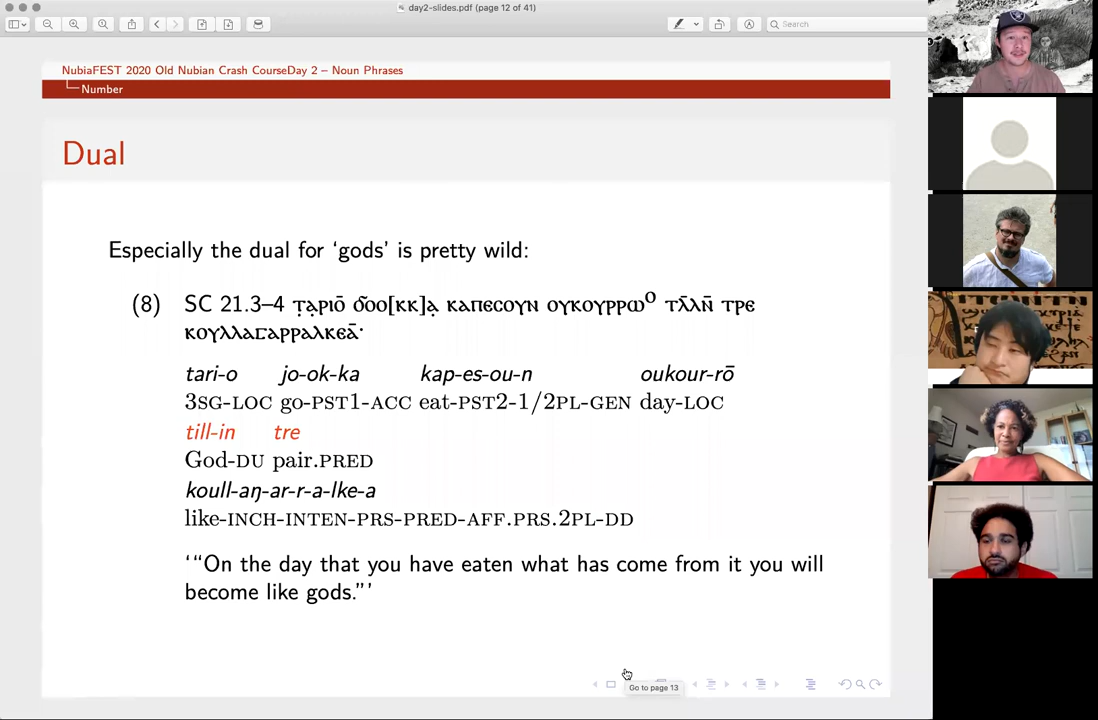 day2-slides.pdf (page 12 of 41)
Search
NubiaFEST 2020 Old Nubian Crash CourseDay 2 – Noun Phrases
Number
Dual
Especially the dual for ‘gods’ is pretty wild:
(8) SC 21.3–4 ⲧ̣ⲁ̣ⲣⲓⲟ̄ ⳝⲟ̄ⲟⲓ[ⲕⲕ]ⲁ̣ ⲕⲁⲡⲉⲥⲟⲩⲛ ⲟⲩⲕⲟⲩⲣⲣⲱᵒ ⲧⲗ̄ⲗⲛ̄ ⲧⲣⲉ
ⲕⲟⲩⲗⲗⲁⲅⲁⲣⲣⲁⲗⲕⲉⲁ̄·
tari-o jo-ok-ka kap-es-ou-n oukour-rō
3SG-LOC go-PST1-ACC eat-PST2-1/2PL-GEN day-LOC
till-in tre
God-DU pair.PRED
koull-aŋ-ar-r-a-lke-a
like-INCH-INTEN-PRS-PRED-AFF.PRS.2PL-DD
‘“On the day that you have eaten what has come from it you will
become like gods.”’
Go to page 13